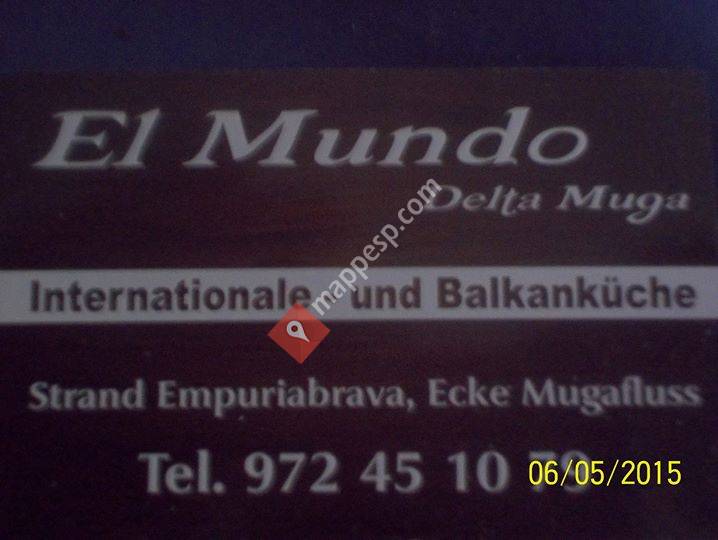 El Mundo
Delta Muga
mappesp.com
Internationale - und Balkanküche
Strand Empuriabrava, Ecke Mugafluss
Tel. 972 45 10 79
06/05/2015